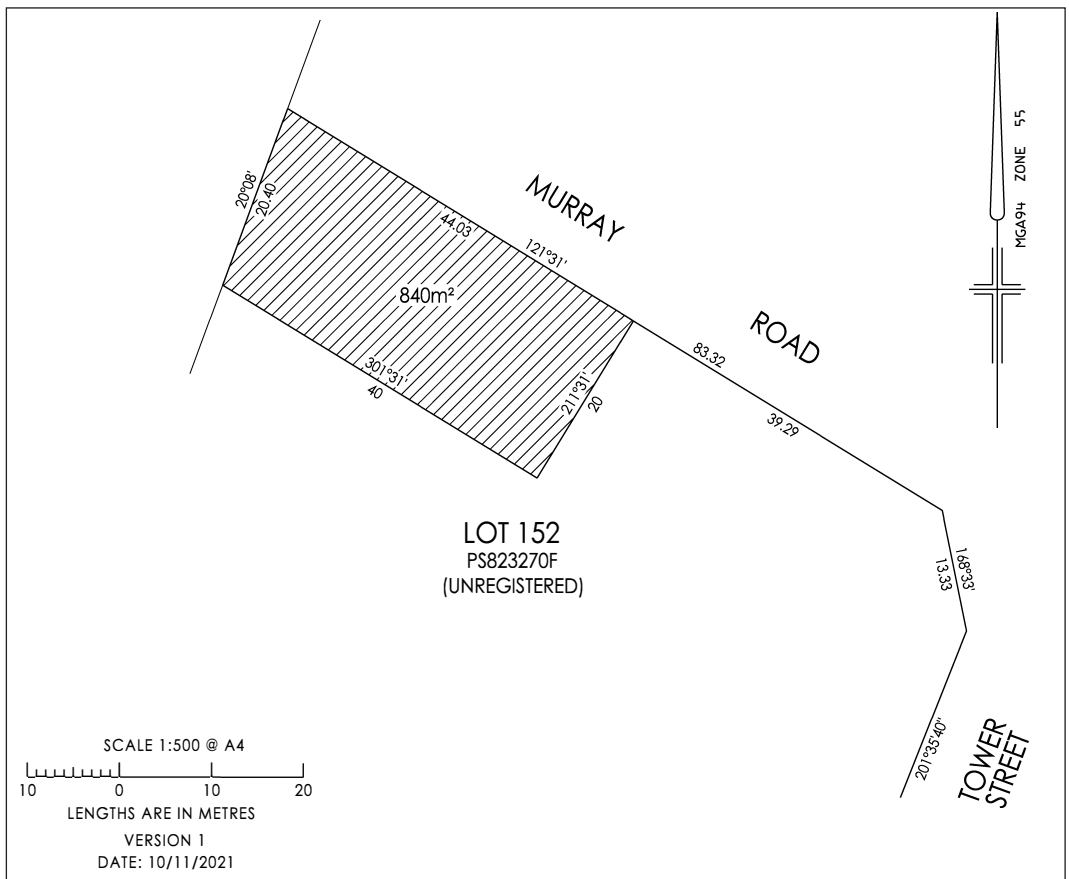 MGA94 ZONE 55
20°08'
20.40
44.03
MURRAY
121°31'
840m²
ROAD
83.32
39.29
301°31'
40
211°31'
20
LOT 152
PS823270F
(UNREGISTERED)
168°33'
13.33
201°35'40"
TOWER
STREET
SCALE 1:500 @ A4
10 0 10 20
LENGTHS ARE IN METRES
VERSION 1
DATE: 10/11/2021